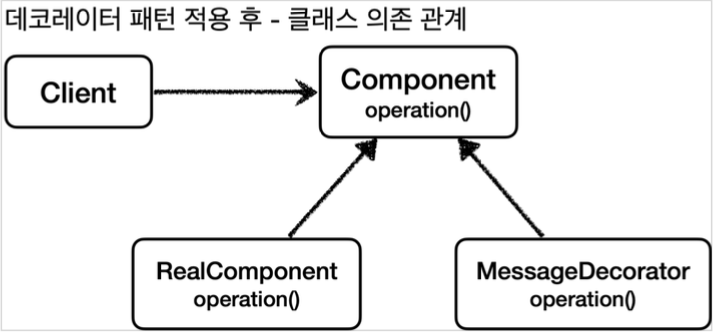 데코레이터 패턴 적용 후 - 클래스 의존 관계
Client
Component
operation()
RealComponent
operation()
MessageDecorator
operation()